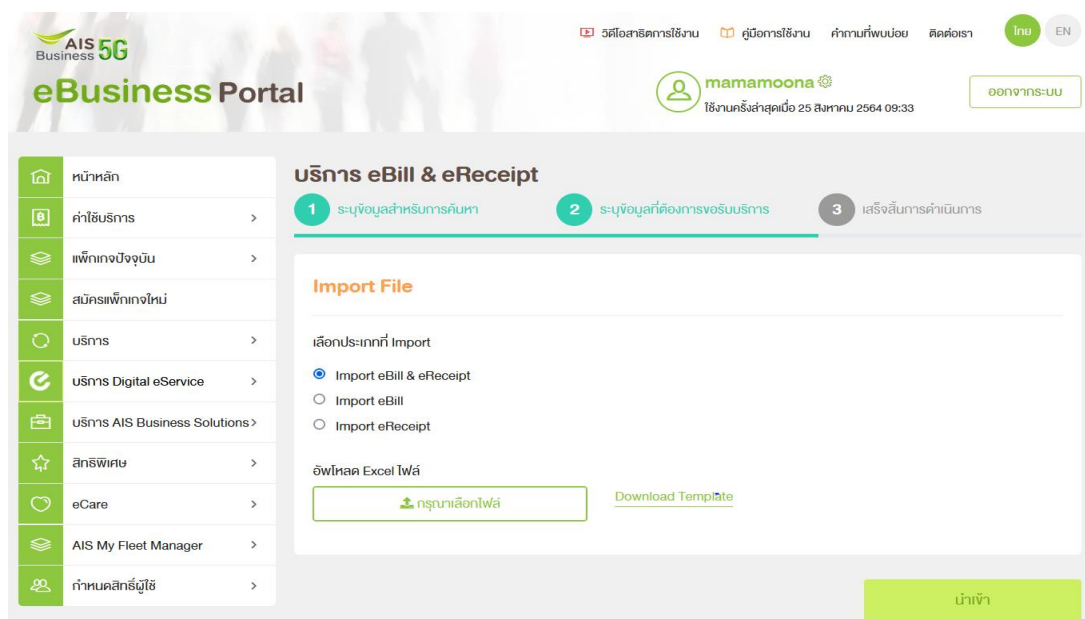 AIS 5G
Business
eBusiness Portal
วิดีโอสาธิตการใช้งาน คู่มือการใช้งาน คำถามที่พบบ่อย ติดต่อเรา ไทย EN
mamamoona
ใช้งานครั้งล่าสุดเมื่อ 25 สิงหาคม 2564 09:33
ออกจากระบบ
หน้าหลัก
ค่าใช้บริการ >
แพ็กเกจปัจจุบัน >
สมัครแพ็กเกจใหม่
บริการ >
บริการ Digital eService >
บริการ AIS Business Solutions >
สิทธิพิเศษ >
eCare >
AIS My Fleet Manager >
กำหนดสิทธิ์ผู้ใช้ >
บริการ eBill & eReceipt
1 ระบุข้อมูลสำหรับการค้นหา 2 ระบุข้อมูลที่ต้องการขอรับบริการ 3 เสร็จสิ้นการดำเนินการ
Import File
เลือกประเภทที่ Import
Import eBill & eReceipt
Import eBill
Import eReceipt
อัพโหลด Excel ไฟล์
กรุณาเลือกไฟล์ Download Template
นำเข้า